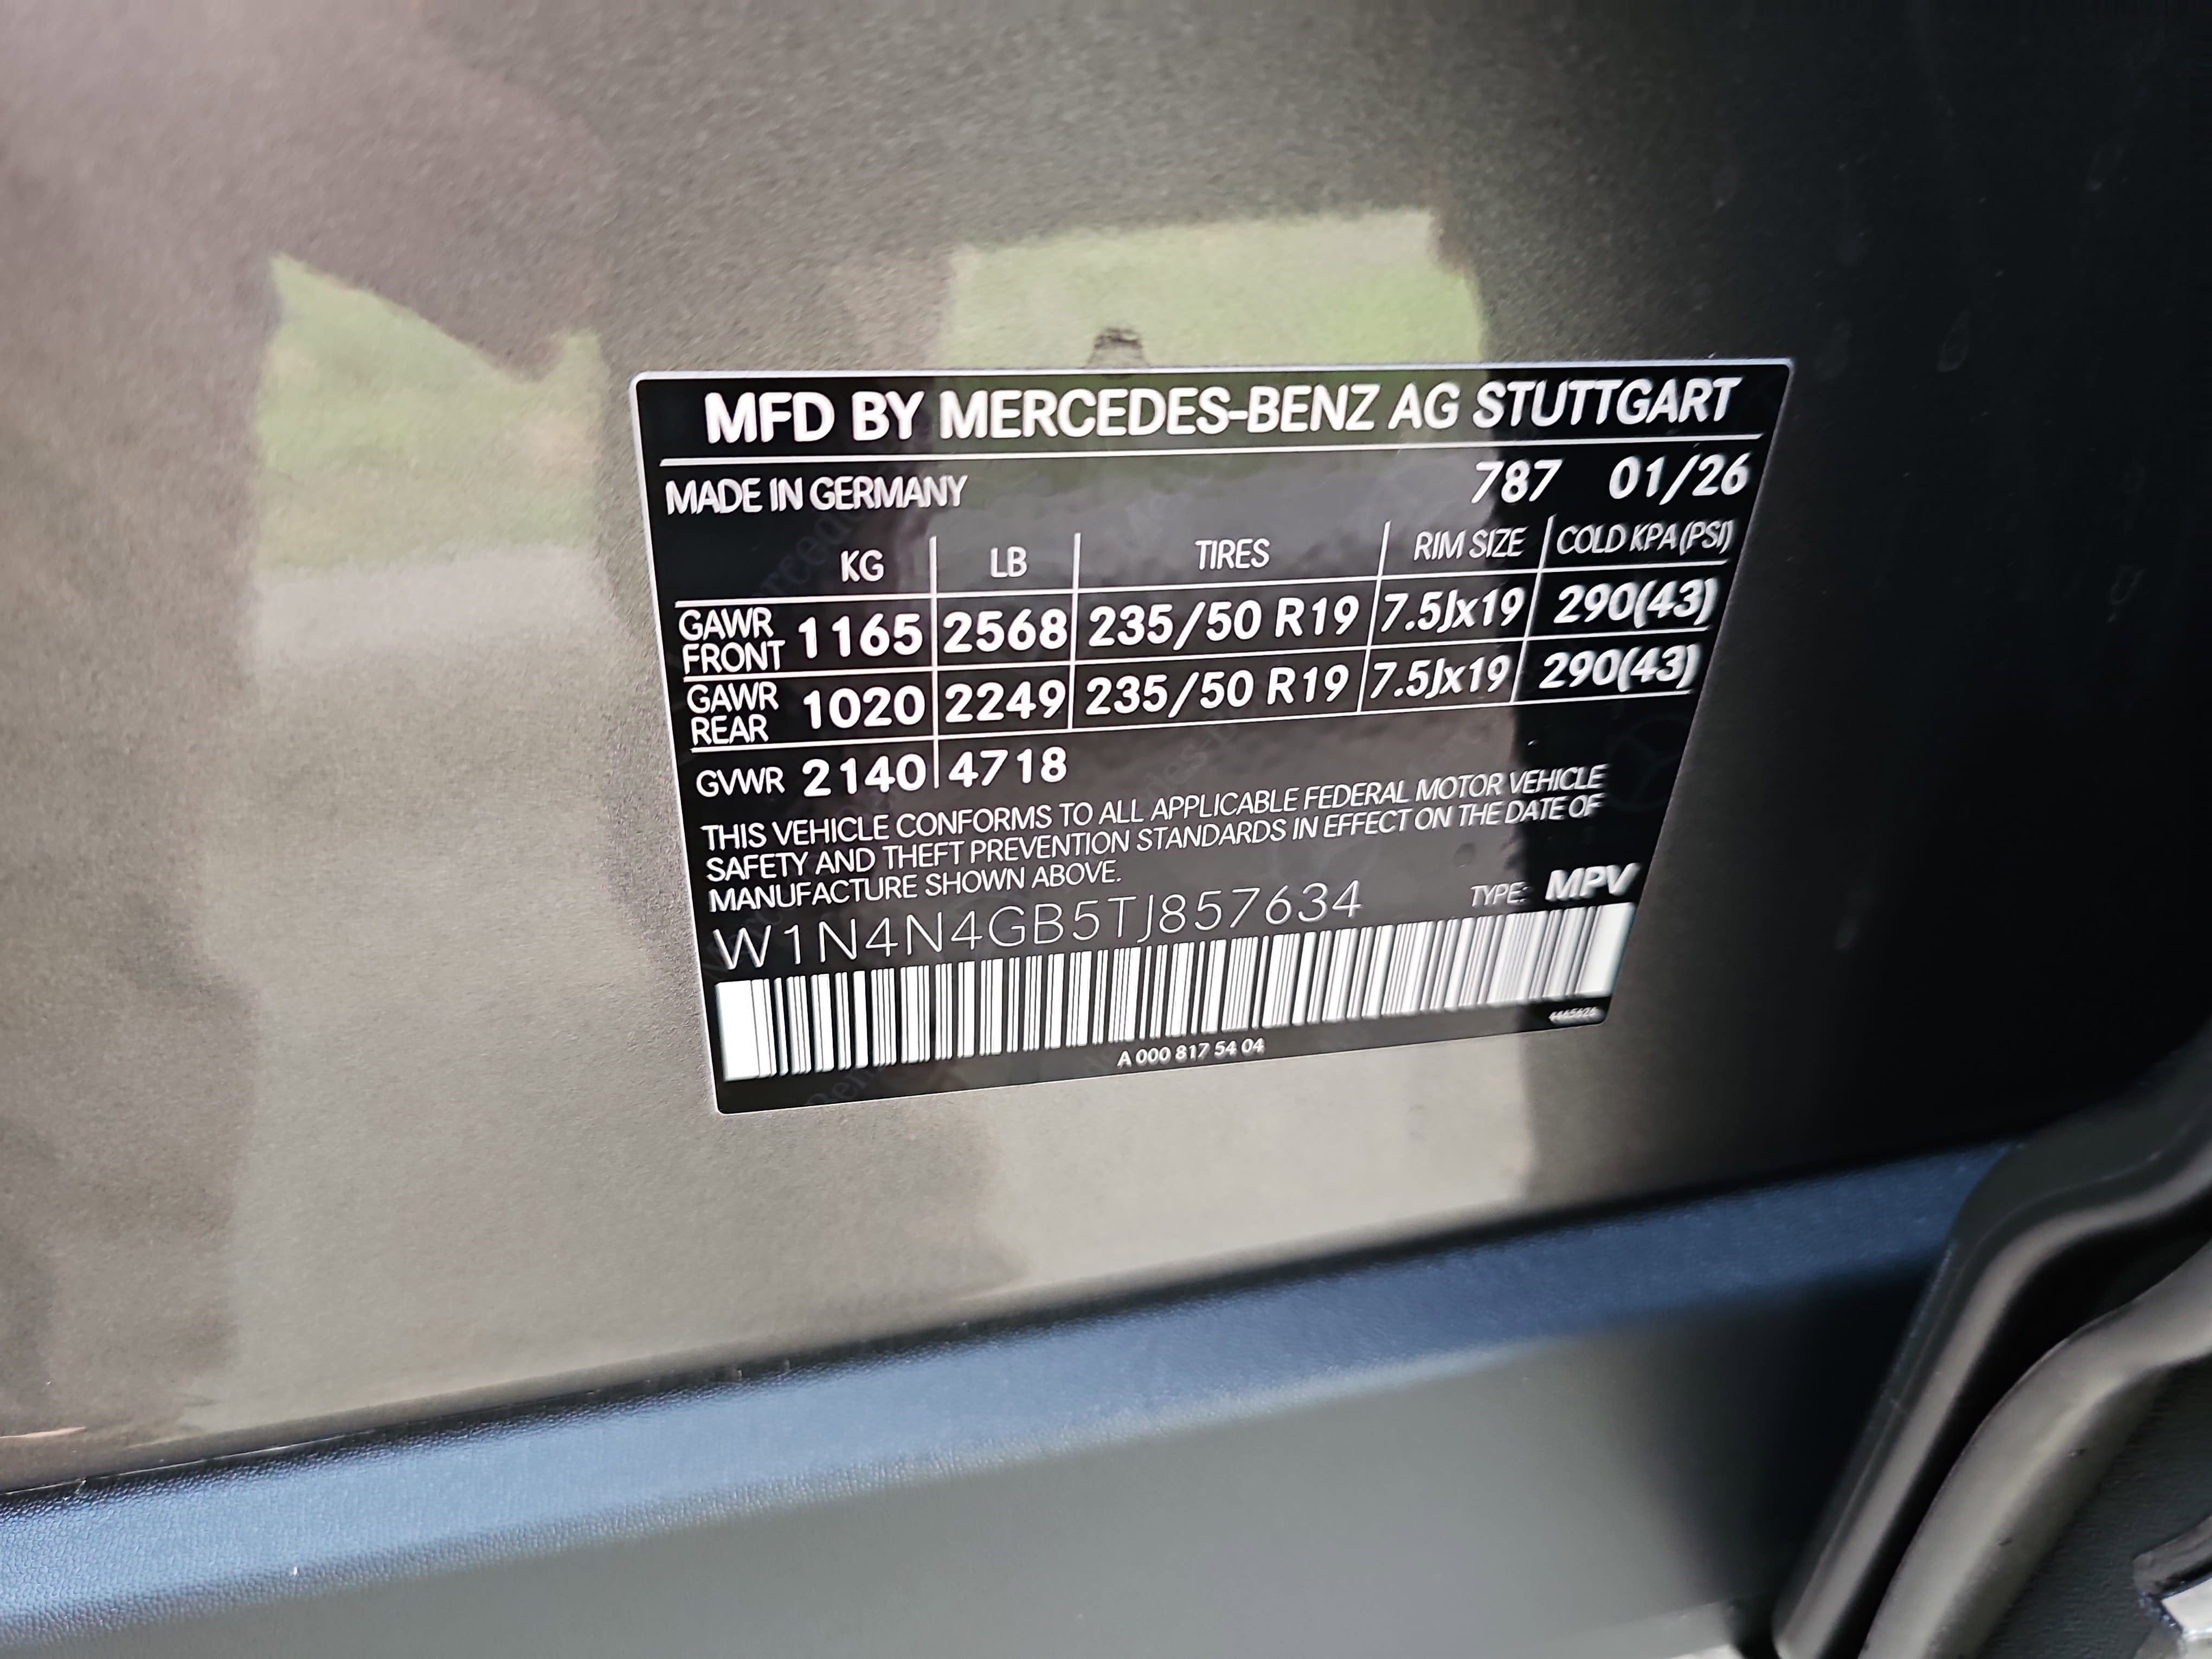 MFD BY MERCEDES-BENZ AG STUTTGART
MADE IN GERMANY 787 01/26
KG LB TIRES RIM SIZE COLD KPA(PSI)
GAWR FRONT 1165 2568 235/50 R19 7.5Jx19 290(43)
GAWR REAR 1020 2249 235/50 R19 7.5Jx19 290(43)
GVWR 2140 4718
THIS VEHICLE CONFORMS TO ALL APPLICABLE FEDERAL MOTOR VEHICLE
SAFETY AND THEFT PREVENTION STANDARDS IN EFFECT ON THE DATE OF
MANUFACTURE SHOWN ABOVE.
W1N4N4GB5TJ857634 TYPE: MPV
A 000 817 54 04